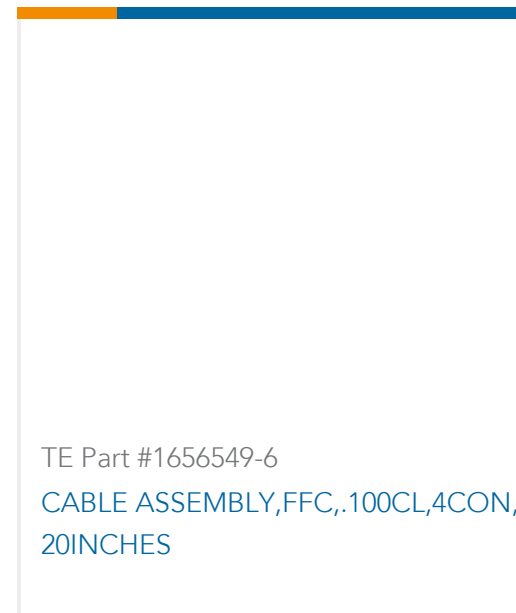 TE Part #1656549-6
CABLE ASSEMBLY,FFC,.100CL,4CON,
20INCHES